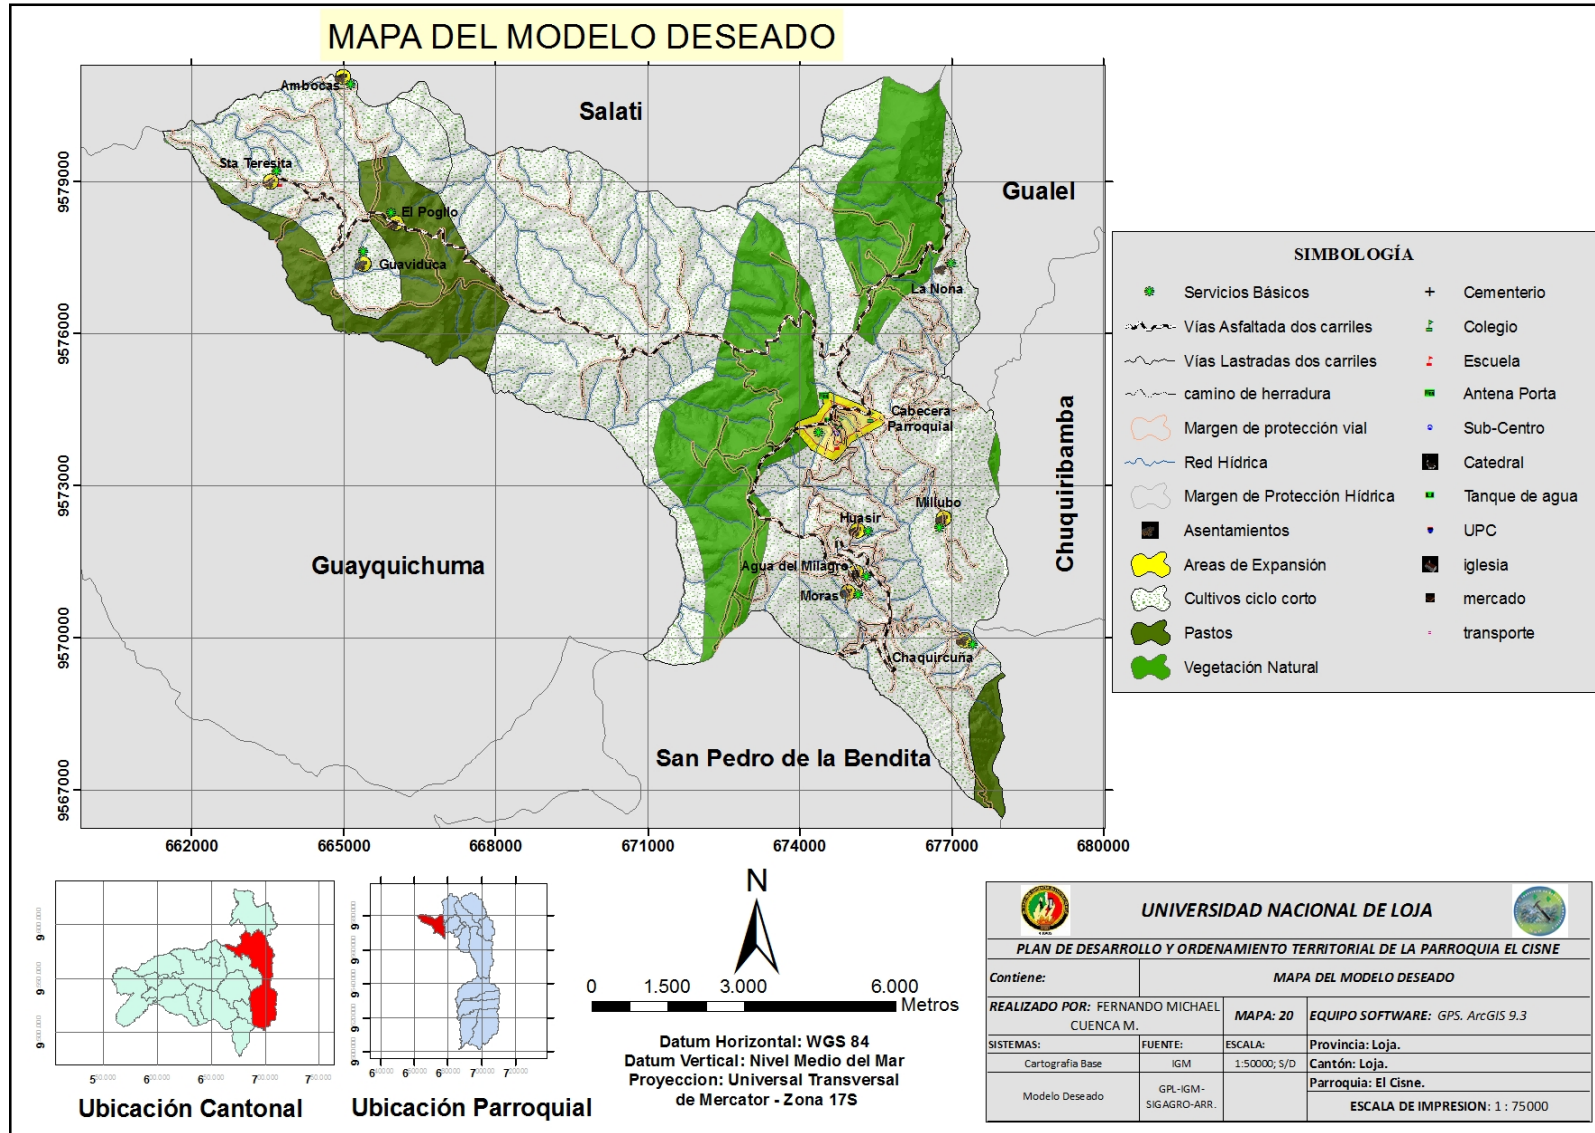 MAPA DEL MODELO DESEADO
Ambocas
Salati
Sta Teresita
Gualel
El Pogllo
Guaviduca
La Nona
Cabecera
Parroquial
Chuquiribamba
Millubo
Huasir
Guayquichuma
Agua del Milagro
Moras
Chaquircuña
San Pedro de la Bendita
9579000
9576000
9573000
9570000
9567000
662000
665000
668000
671000
674000
677000
680000
SIMBOLOGÍA
Servicios Básicos
Vías Asfaltada dos carriles
Vías Lastradas dos carriles
camino de herradura
Margen de protección vial
Red Hídrica
Margen de Protección Hídrica
Asentamientos
Areas de Expansión
Cultivos ciclo corto
Pastos
Vegetación Natural
Cementerio
Colegio
Escuela
Antena Porta
Sub-Centro
Catedral
Tanque de agua
UPC
iglesia
mercado
transporte
Ubicación Cantonal
Ubicación Parroquial
N
0 1.500 3.000 6.000
Metros
Datum Horizontal: WGS 84
Datum Vertical: Nivel Medio del Mar
Proyeccion: Universal Transversal
de Mercator - Zona 17S
UNIVERSIDAD NACIONAL DE LOJA
PLAN DE DESARROLLO Y ORDENAMIENTO TERRITORIAL DE LA PARROQUIA EL CISNE
Contiene: MAPA DEL MODELO DESEADO
REALIZADO POR: FERNANDO MICHAEL
CUENCA M.
MAPA: 20
EQUIPO SOFTWARE: GPS. ArcGIS 9.3
SISTEMAS: FUENTE: ESCALA: Provincia: Loja.
Cartografía Base IGM 1:50000; S/D Cantón: Loja.
Parroquia: El Cisne.
Modelo Deseado
GPL-IGM-
SIGAGRO-ARR.
ESCALA DE IMPRESION: 1 : 75000